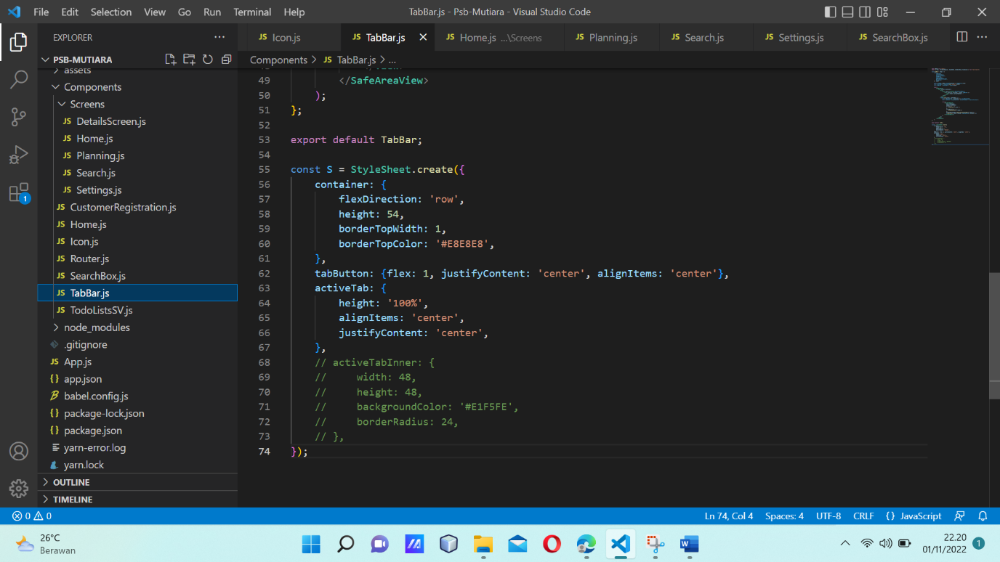 File Edit Selection View Go Run Terminal Help
TabBar.js - Psb-Mutiara - Visual Studio Code
EXPLORER
PSB-MUTIARA
assets
Components
Screens
JS DetailsScreen.js
JS Home.js
JS Planning.js
JS Search.js
JS Settings.js
JS CustomerRegistration.js
JS Home.js
JS Icon.js
JS Router.js
JS SearchBox.js
JS TabBar.js
JS TodoListsSV.js
node_modules
.gitignore
JS App.js
{} app.json
babel.config.js
{} package-lock.json
{} package.json
yarn-error.log
yarn.lock
OUTLINE
TIMELINE
1
JS Icon.js
JS TabBar.js
JS Home.js ...\Screens
JS Planning.js
JS Search.js
JS Settings.js
JS SearchBox.js
Components > JS TabBar.js > ...
49 </SafeAreaView>
50 );
51 };
52
53 export default TabBar;
54
55 const S = StyleSheet.create({
56 container: {
57 flexDirection: 'row',
58 height: 54,
59 borderTopWidth: 1,
60 borderTopColor: '#E8E8E8',
61 },
62 tabButton: {flex: 1, justifyContent: 'center', alignItems: 'center'},
63 activeTab: {
64 height: '100%',
65 alignItems: 'center',
66 justifyContent: 'center',
67 },
68 // activeTabInner: {
69 // width: 48,
70 // height: 48,
71 // backgroundColor: '#E1F5FE',
72 // borderRadius: 24,
73 // },
74 });
0 0
Ln 74, Col 4 Spaces: 4 UTF-8 CRLF {} JavaScript
26°C
Berawan
22.20
01/11/2022
1